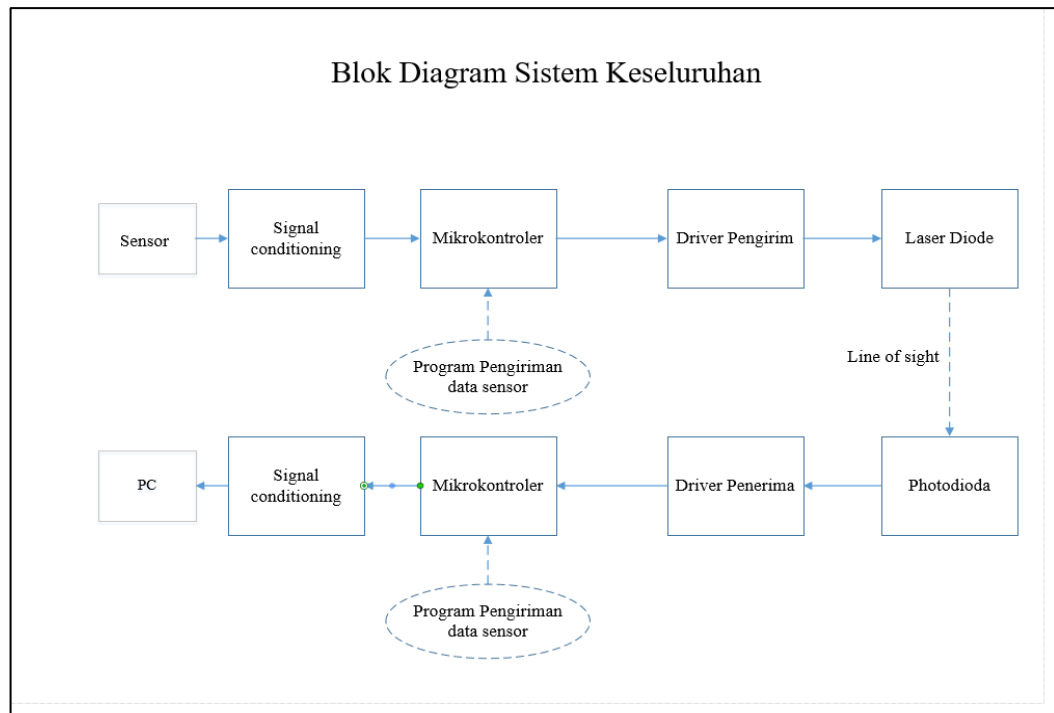 Blok Diagram Sistem Keseluruhan
Sensor
Signal
conditioning
Mikrokontroler
Driver Pengirim
Laser Diode
Program Pengiriman
data sensor
Line of sight
PC
Signal
conditioning
Mikrokontroler
Driver Penerima
Photodioda
Program Pengiriman
data sensor